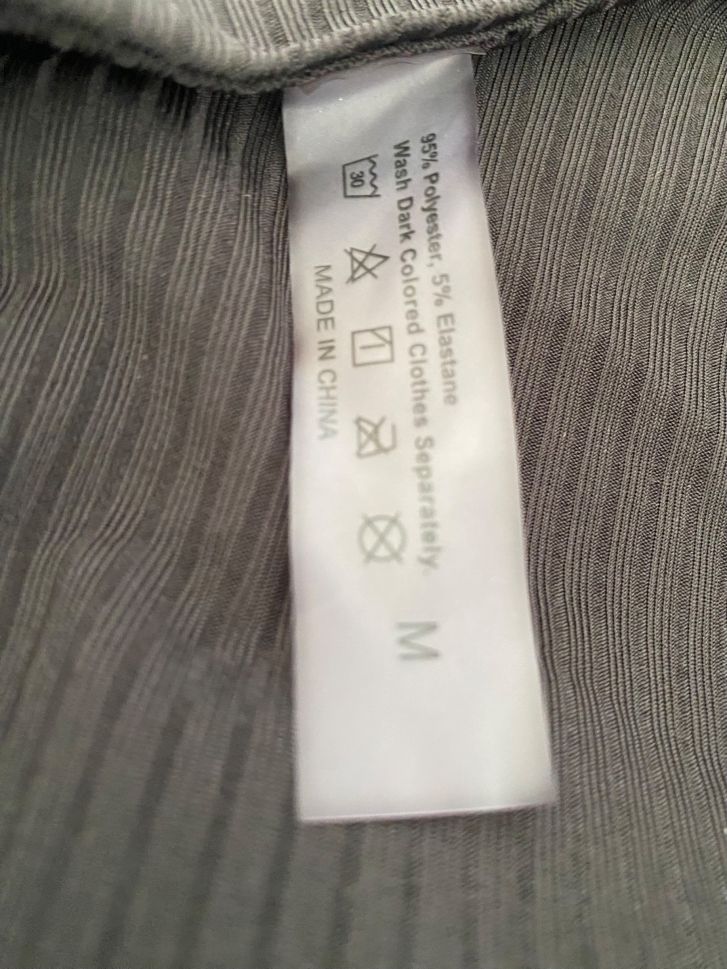 95% Polyester, 5% Elastane
Wash Dark Colored Clothes Separately.
30
MADE IN CHINA
M